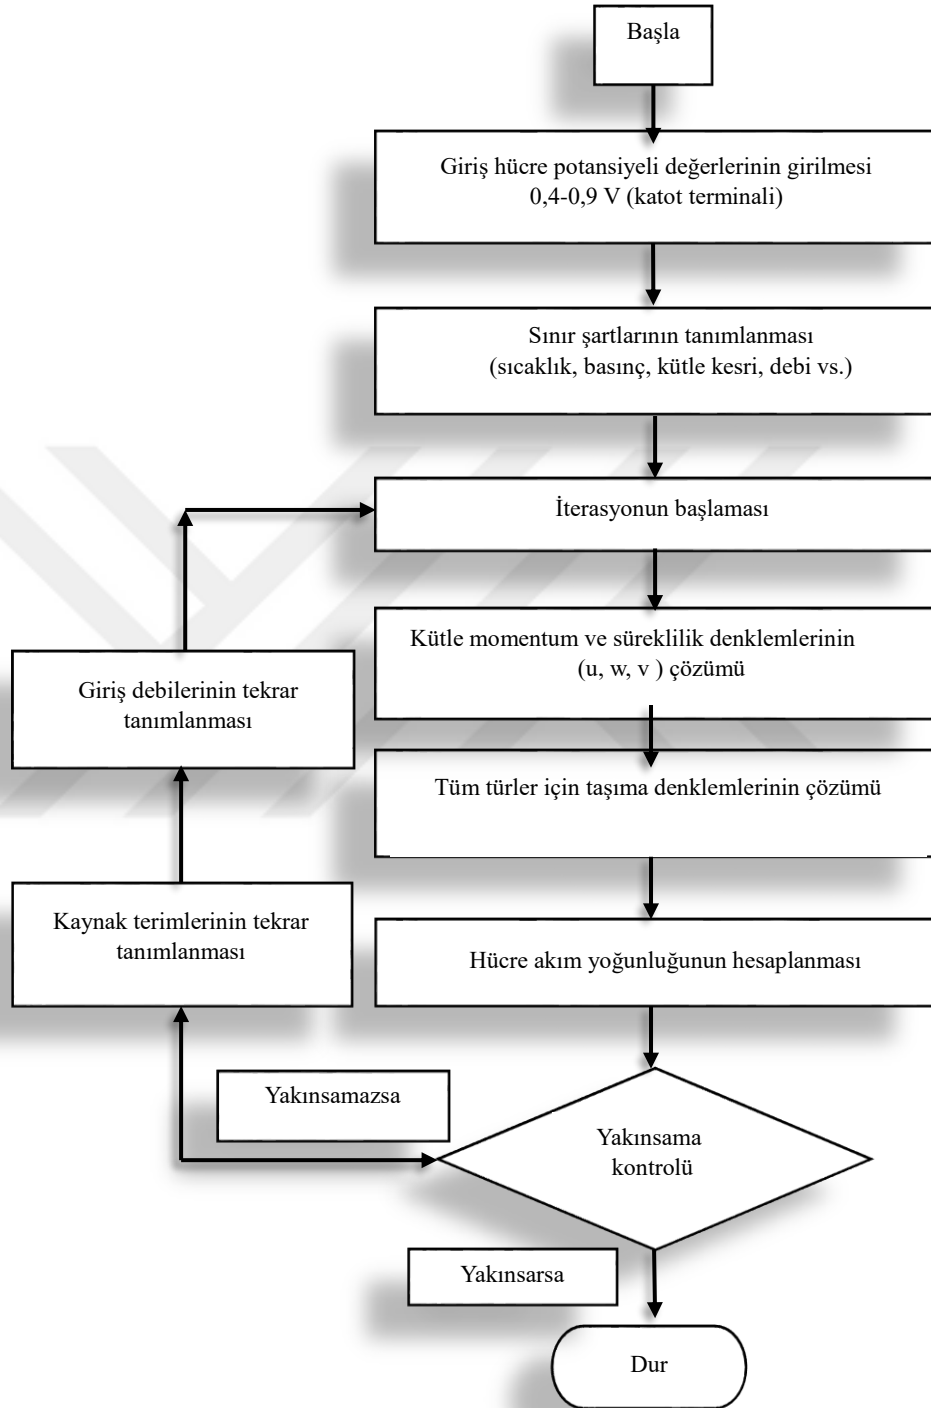 Başla
Giriş hücre potansiyeli değerlerinin girilmesi
0,4-0,9 V (katot terminali)
Sınır şartlarının tanımlanması
(sıcaklık, basınç, kütle kesri, debi vs.)
İterasyonun başlaması
Kütle momentum ve süreklilik denklemlerinin
(u, w, v ) çözümü
Giriş debilerinin tekrar
tanımlanması
Tüm türler için taşıma denklemlerinin çözümü
Kaynak terimlerinin tekrar
tanımlanması
Hücre akım yoğunluğunun hesaplanması
Yakınsamazsa
Yakınsama
kontrolü
Yakınsarsa
Dur